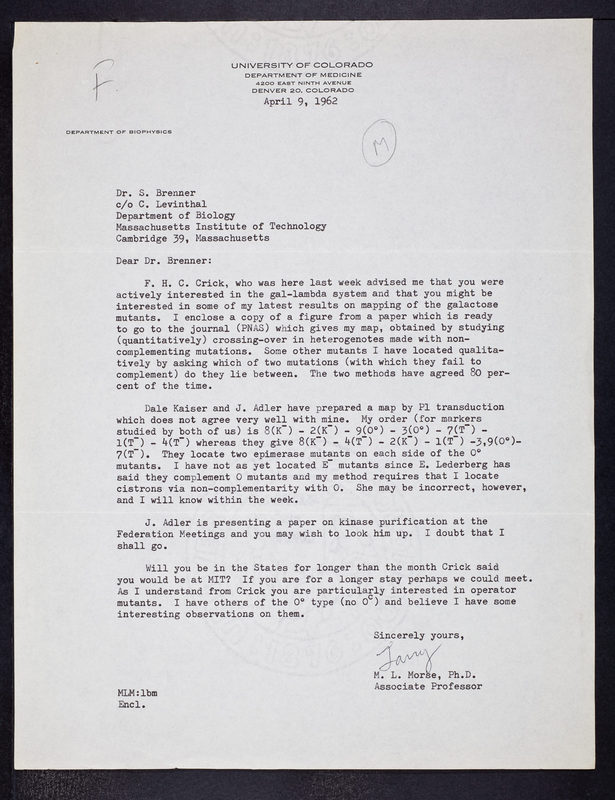 F.
UNIVERSITY OF COLORADO
DEPARTMENT OF MEDICINE
4200 EAST NINTH AVENUE
DENVER 20, COLORADO
April 9, 1962
DEPARTMENT OF BIOPHYSICS
M
Dr. S. Brenner
c/o C. Levinthal
Department of Biology
Massachusetts Institute of Technology
Cambridge 39, Massachusetts
Dear Dr. Brenner:
F. H. C. Crick, who was here last week advised me that you were
actively interested in the gal-lambda system and that you might be
interested in some of my latest results on mapping of the galactose
mutants. I enclose a copy of a figure from a paper which is ready
to go to the journal (PNAS) which gives my map, obtained by studying
(quantitatively) crossing-over in heterogenotes made with non-
complementing mutations. Some other mutants I have located qualita-
tively by asking which of two mutations (with which they fail to
complement) do they lie between. The two methods have agreed 80 per-
cent of the time.
Dale Kaiser and J. Adler have prepared a map by P1 transduction
which does not agree very well with mine. My order (for markers
studied by both of us) is 8(K⁻) - 2(K⁻) - 9(O°) - 3(O°) - 7(T⁻) -
1(T⁻) - 4(T⁻) whereas they give 8(K⁻) - 4(T⁻) - 2(K⁻) - 1(T⁻) -3,9(O°)-
7(T⁻). They locate two epimerase mutants on each side of the O°
mutants. I have not as yet located E⁻ mutants since E. Lederberg has
said they complement O mutants and my method requires that I locate
cistrons via non-complementarity with O. She may be incorrect, however,
and I will know within the week.
J. Adler is presenting a paper on kinase purification at the
Federation Meetings and you may wish to look him up. I doubt that I
shall go.
Will you be in the States for longer than the month Crick said
you would be at MIT? If you are for a longer stay perhaps we could meet.
As I understand from Crick you are particularly interested in operator
mutants. I have others of the O° type (no Oᶜ) and believe I have some
interesting observations on them.
Sincerely yours,
Larry
M. L. Morse, Ph.D.
Associate Professor
MLM:lbm
Encl.